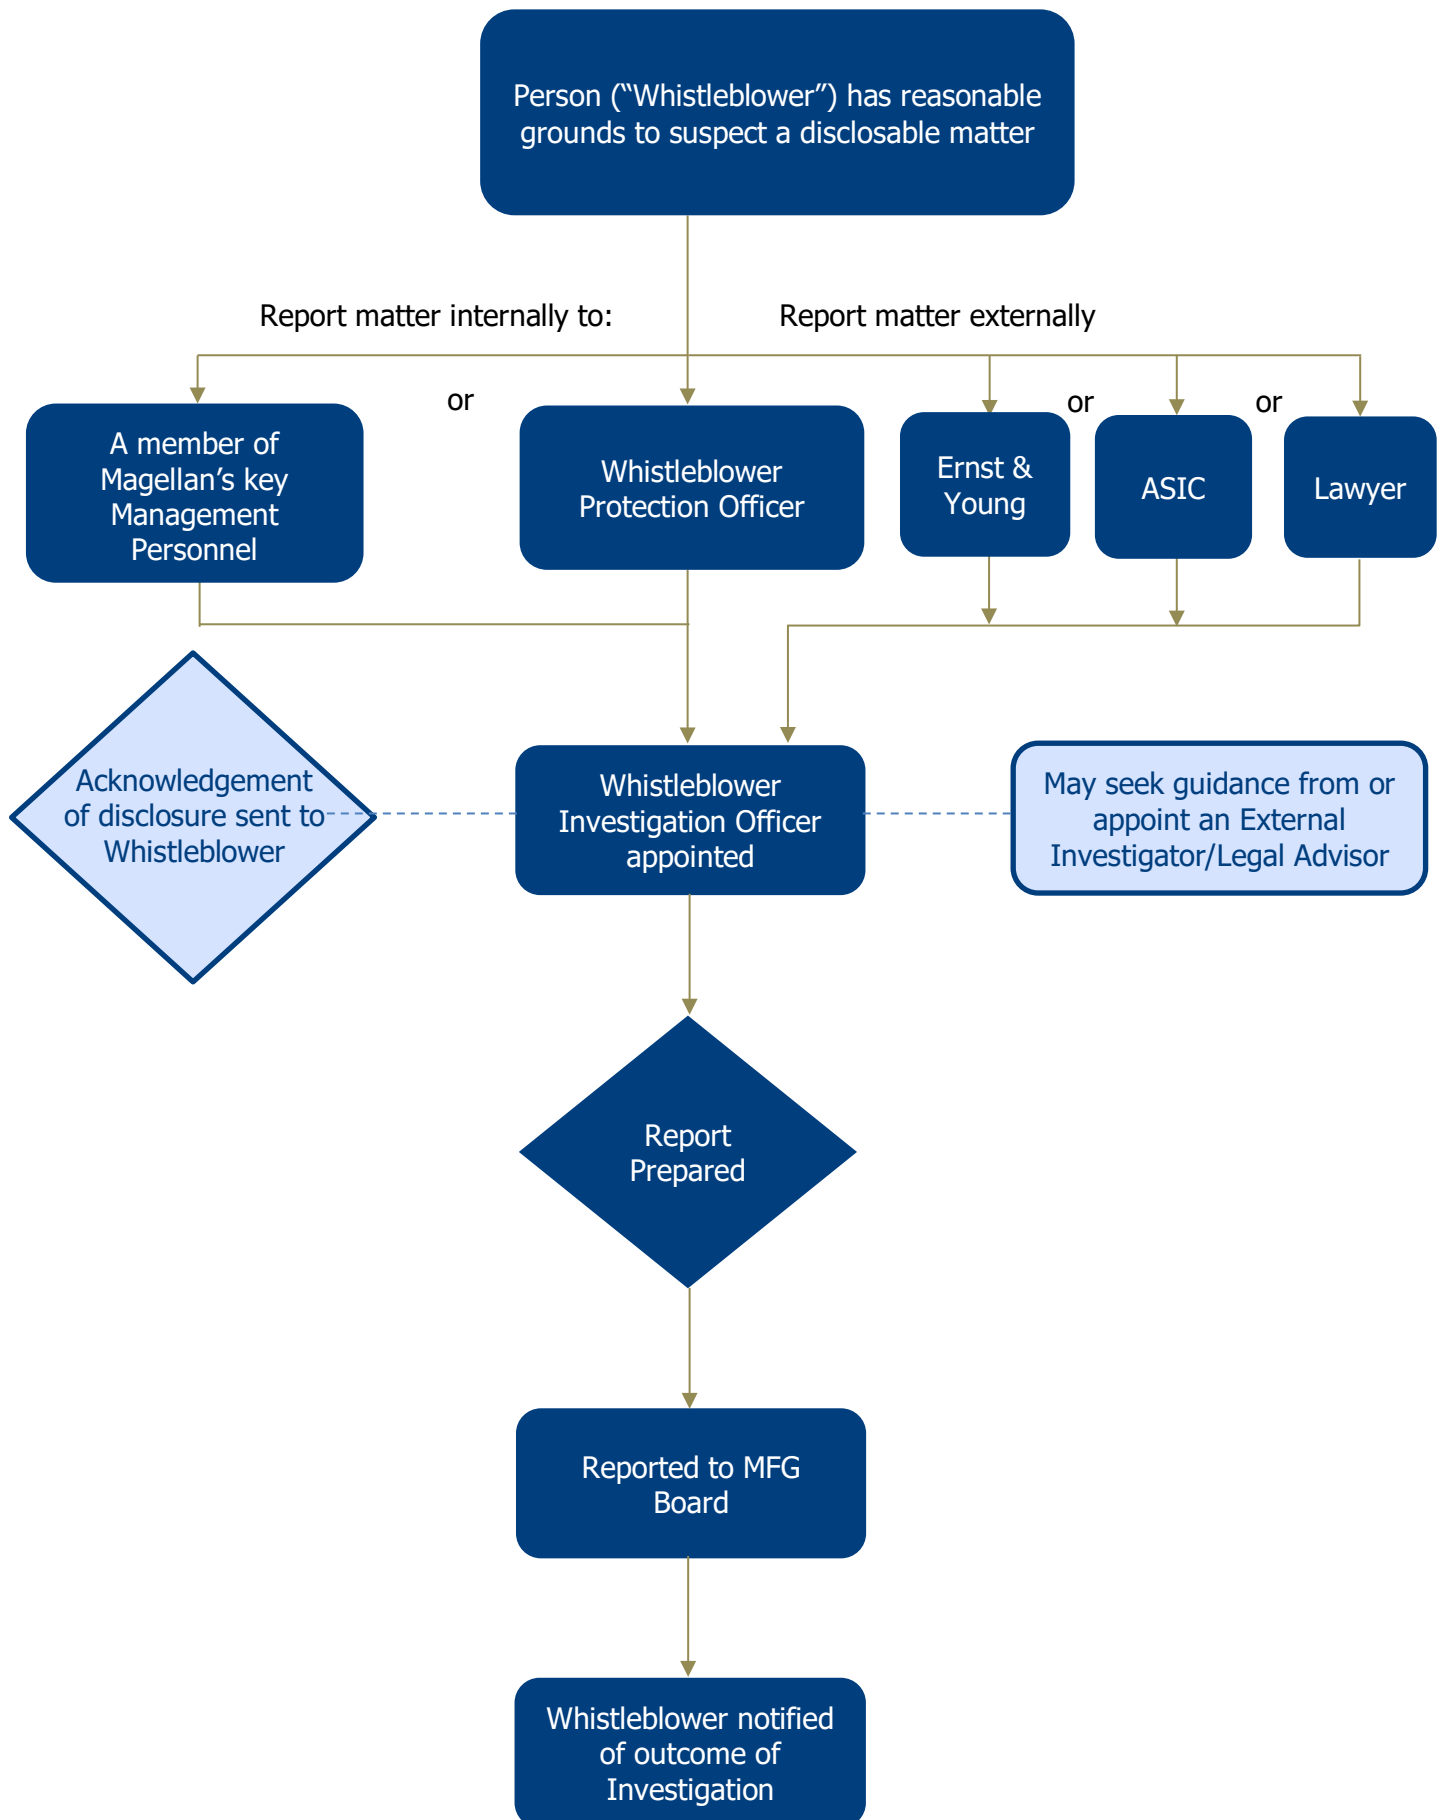 Person (“Whistleblower”) has reasonable
grounds to suspect a disclosable matter
Report matter internally to:
Report matter externally
or
or
or
A member of
Magellan’s key
Management
Personnel
Whistleblower
Protection Officer
Ernst &
Young
ASIC
Lawyer
Acknowledgement
of disclosure sent to
Whistleblower
Whistleblower
Investigation Officer
appointed
May seek guidance from or
appoint an External
Investigator/Legal Advisor
Report
Prepared
Reported to MFG
Board
Whistleblower notified
of outcome of
Investigation